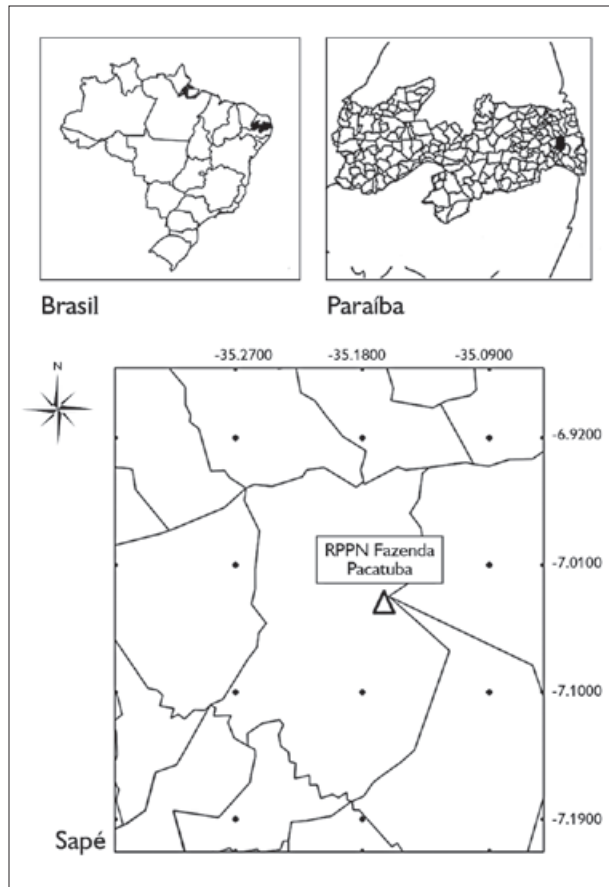 Brasil
Paraíba
N
-35.2700 -35.1800 -35.0900
-6.9200
RPPN Fazenda
Pacatuba
-7.0100
-7.1000
-7.1900
Sapé